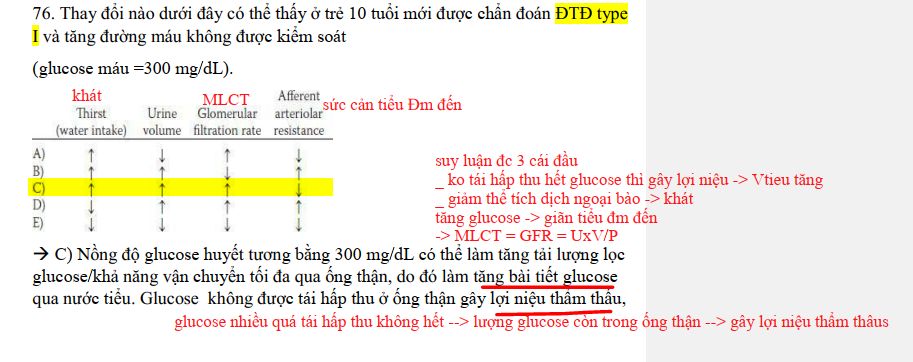 76. Thay đổi nào dưới đây có thể thấy ở trẻ 10 tuổi mới được chẩn đoán ĐTĐ type
I và tăng đường máu không được kiểm soát
(glucose máu =300 mg/dL).
khát MLCT Afferent
Thirst Urine Glomerular arteriolar sức cản tiểu Đm đến
(water intake) volume filtration rate resistance
A) ↑ ↓ ↑ ↓
B) ↑ ↑ ↓ ↑
C) ↑ ↑ ↑ ↓
D) ↓ ↑ ↑ ↑
E) ↓ ↓ ↓ ↓
suy luận đc 3 cái đầu
_ ko tái hấp thu hết glucose thì gây lợi niệu -> Vtieu tăng
_ giảm thể tích dịch ngoại bào -> khát
tăng glucose -> giãn tiểu đm đến
-> MLCT = GFR = UxV/P
→ C) Nồng độ glucose huyết tương bằng 300 mg/dL có thể làm tăng tải lượng lọc
glucose/khả năng vận chuyển tối đa qua ống thận, do đó làm tăng bài tiết glucose
qua nước tiểu. Glucose không được tái hấp thu ở ống thận gây lợi niệu thẩm thấu,
glucose nhiều quá tái hấp thu không hết --> lượng glucose còn trong ống thận --> gây lợi niệu thẩm thâus